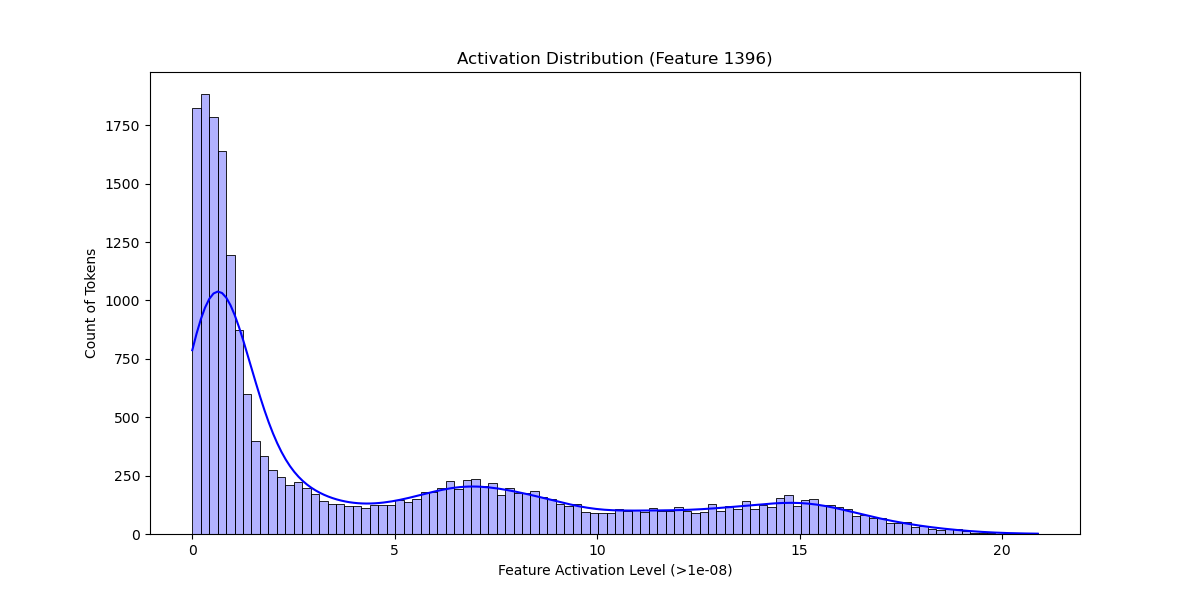 Activation Distribution (Feature 1396)
1750
1500
1250
1000
750
500
250
0
Count of Tokens
0 5 10 15 20
Feature Activation Level (>1e-08)